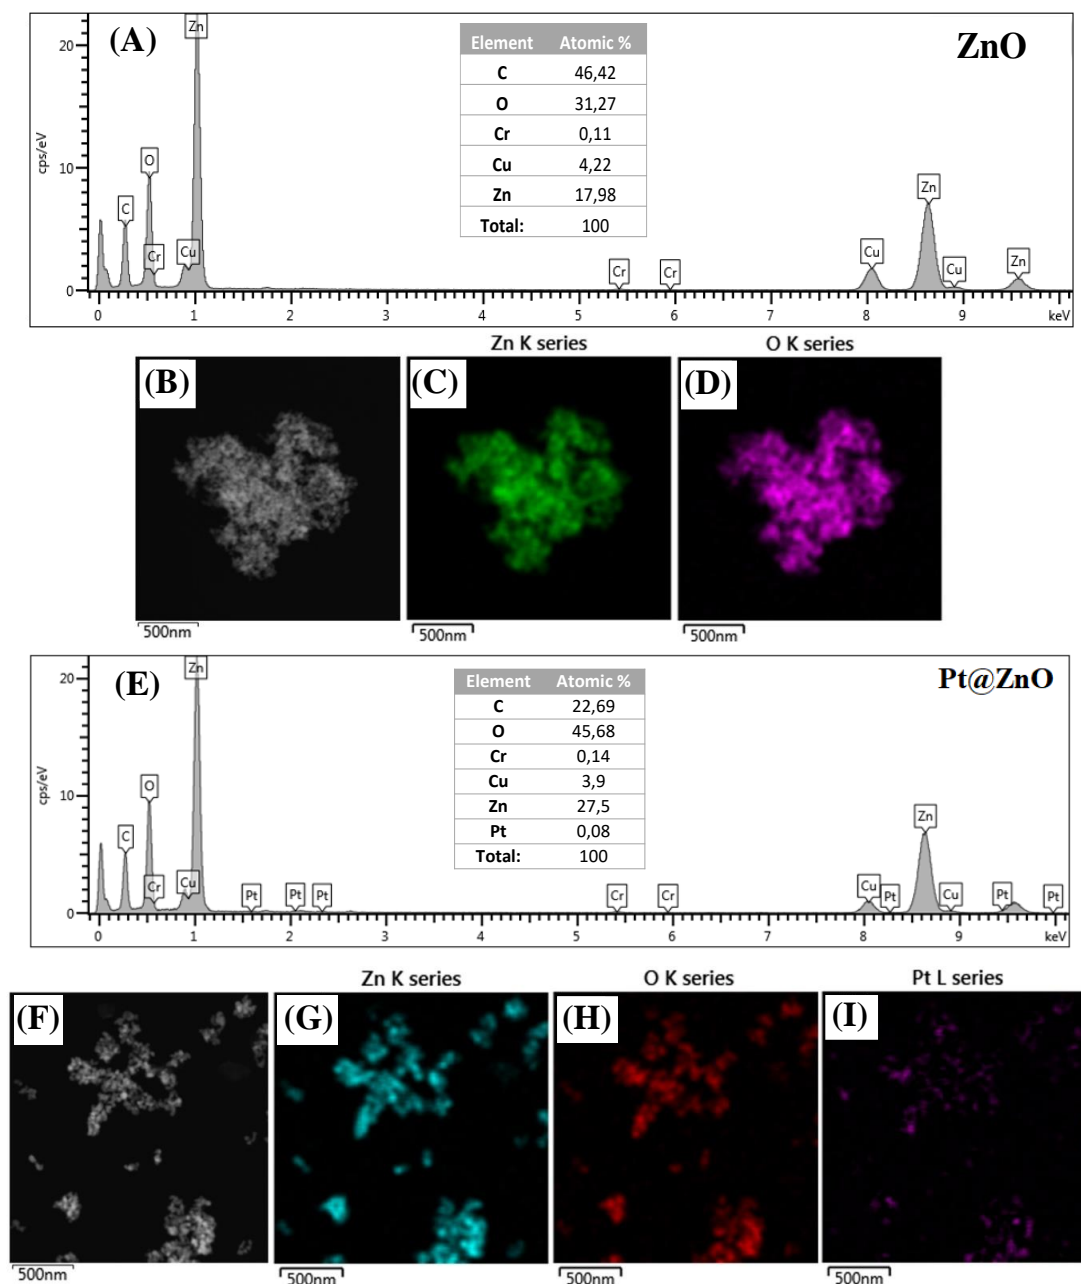 (A)
ZnO
Element Atomic %
C 46,42
O 31,27
Cr 0,11
Cu 4,22
Zn 17,98
Total: 100
cps/eV
20
10
0
Zn
O
C
Cr
Cu
Cr
Cr
Cu
Zn
Cu
Zn
0 1 2 3 4 5 6 7 8 9 keV
Zn K series
O K series
(B)
(C)
(D)
500nm
500nm
500nm
(E)
Pt@ZnO
Element Atomic %
C 22,69
O 45,68
Cr 0,14
Cu 3,9
Zn 27,5
Pt 0,08
Total: 100
cps/eV
20
10
0
Zn
O
C
Cr
Cu
Pt
Pt
Pt
Cr
Cr
Cu
Pt
Zn
Cu
Pt
Pt
0 1 2 3 4 5 6 7 8 9 keV
Zn K series
O K series
Pt L series
(F)
(G)
(H)
(I)
500nm
500nm
500nm
500nm